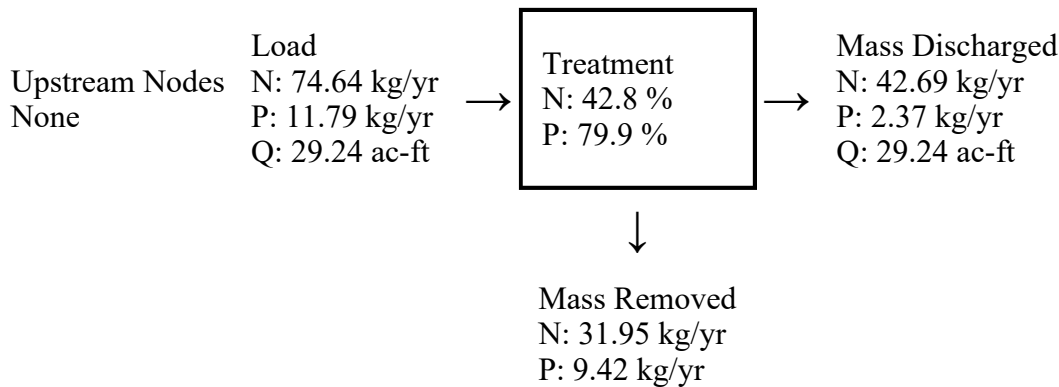 Upstream Nodes
None
Load
N: 74.64 kg/yr
P: 11.79 kg/yr
Q: 29.24 ac-ft
→
Treatment
N: 42.8 %
P: 79.9 %
→
Mass Discharged
N: 42.69 kg/yr
P: 2.37 kg/yr
Q: 29.24 ac-ft
↓
Mass Removed
N: 31.95 kg/yr
P: 9.42 kg/yr